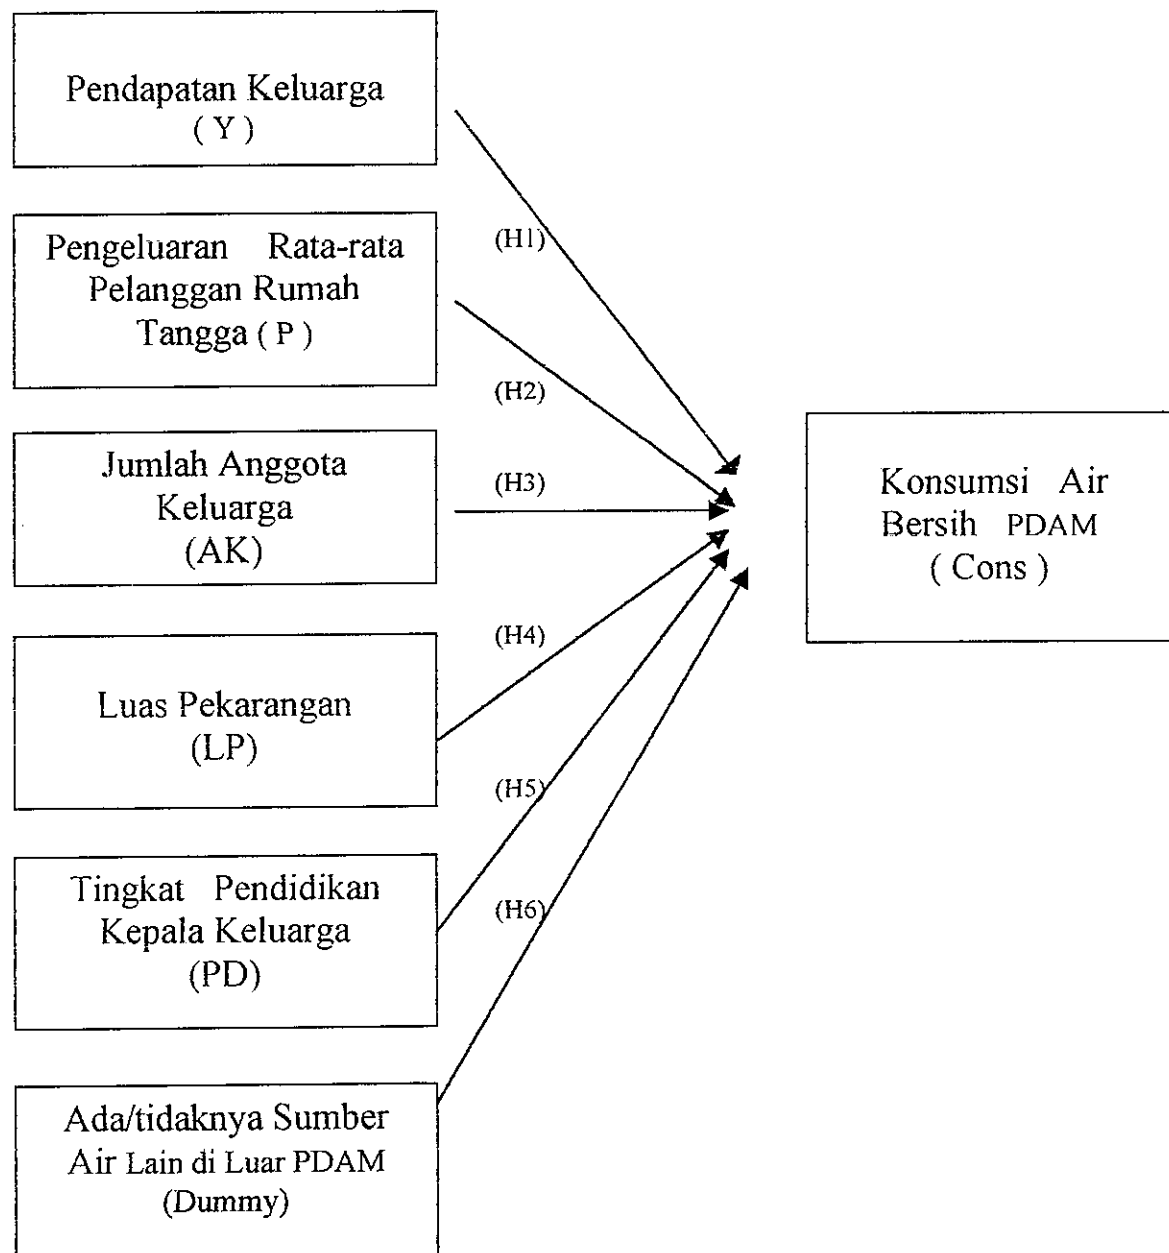 Pendapatan Keluarga
( Y )
Pengeluaran Rata-rata
Pelanggan Rumah
Tangga ( P )
Jumlah Anggota
Keluarga
(AK)
Luas Pekarangan
(LP)
Tingkat Pendidikan
Kepala Keluarga
(PD)
Ada/tidaknya Sumber
Air Lain di Luar PDAM
(Dummy)
(H1)
(H2)
(H3)
(H4)
(H5)
(H6)
Konsumsi Air
Bersih PDAM
( Cons )